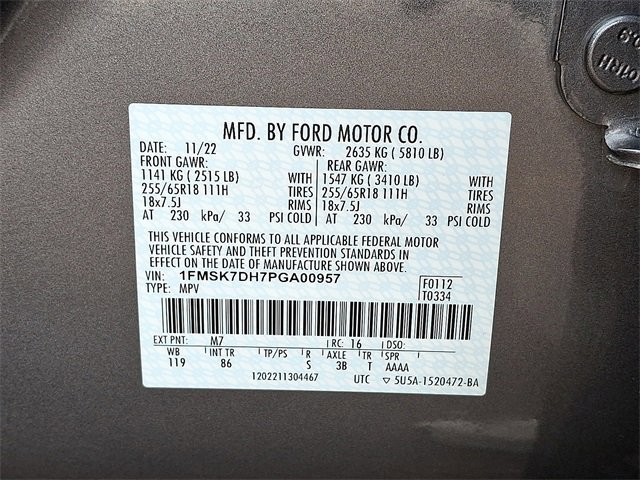 MFD. BY FORD MOTOR CO.
DATE: 11/22 GVWR: 2635 KG ( 5810 LB)
FRONT GAWR: REAR GAWR:
1141 KG ( 2515 LB) WITH 1547 KG ( 3410 LB) WITH
255/65R18 111H TIRES 255/65R18 111H TIRES
18x7.5J RIMS 18x7.5J RIMS
AT 230 kPa/ 33 PSI COLD AT 230 kPa/ 33 PSI COLD
THIS VEHICLE CONFORMS TO ALL APPLICABLE FEDERAL MOTOR
VEHICLE SAFETY AND THEFT PREVENTION STANDARDS IN
EFFECT ON THE DATE OF MANUFACTURE SHOWN ABOVE.
VIN: 1FMSK7DH7PGA00957 F0112
TYPE: MPV T0334
EXT PNT: M7 RC: 16 DSO:
WB INT TR TP/PS R AXLE TR SPR
119 86 S 3B T AAAA
1202211304467 UTC ▽ 5U5A-1520472-BA